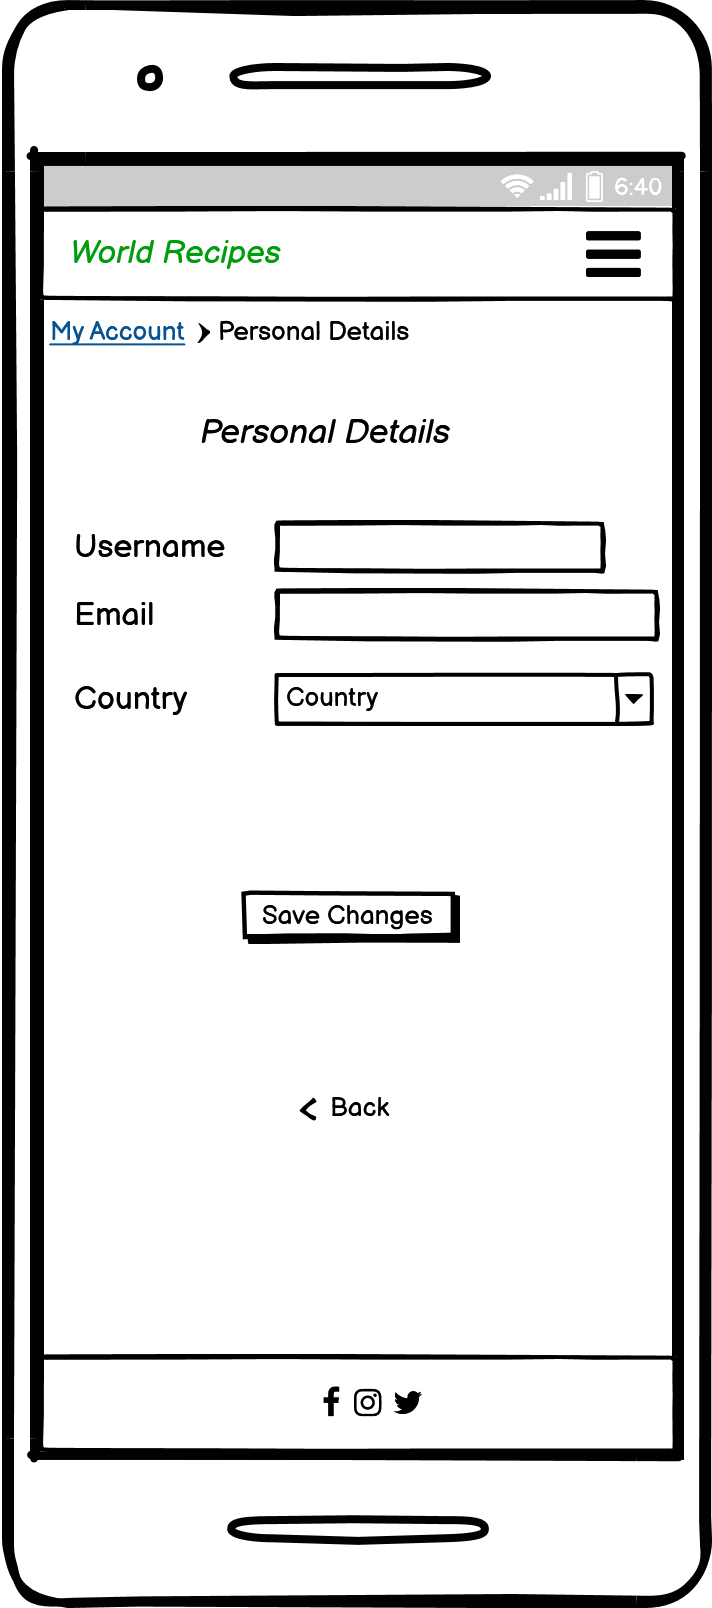 6:40
World Recipes
My Account > Personal Details
Personal Details
Username
Email
Country Country
Save Changes
< Back